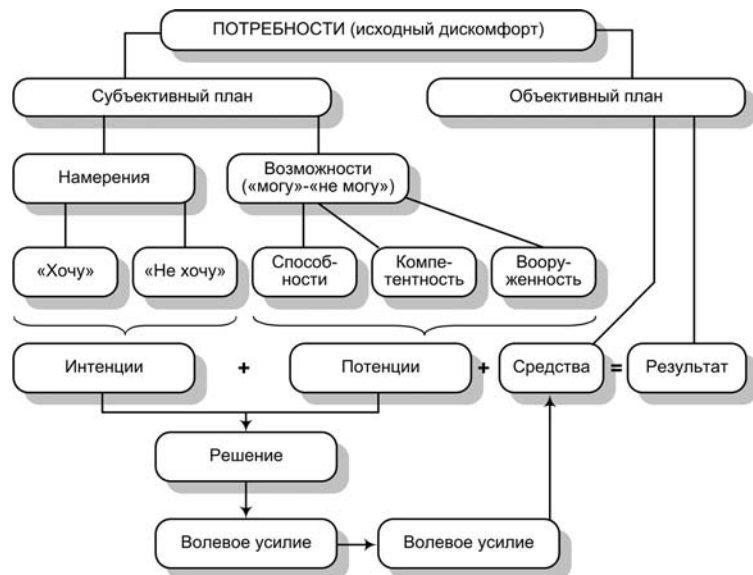 ПОТРЕБНОСТИ (исходный дискомфорт)
Субъективный план
Объективный план
Намерения
Возможности
(«могу»-«не могу»)
«Хочу»
«Не хочу»
Способ-
ности
Компе-
тентность
Воору-
женность
Интенции
+
Потенции
+
Средства
=
Результат
Решение
Волевое усилие
Волевое усилие